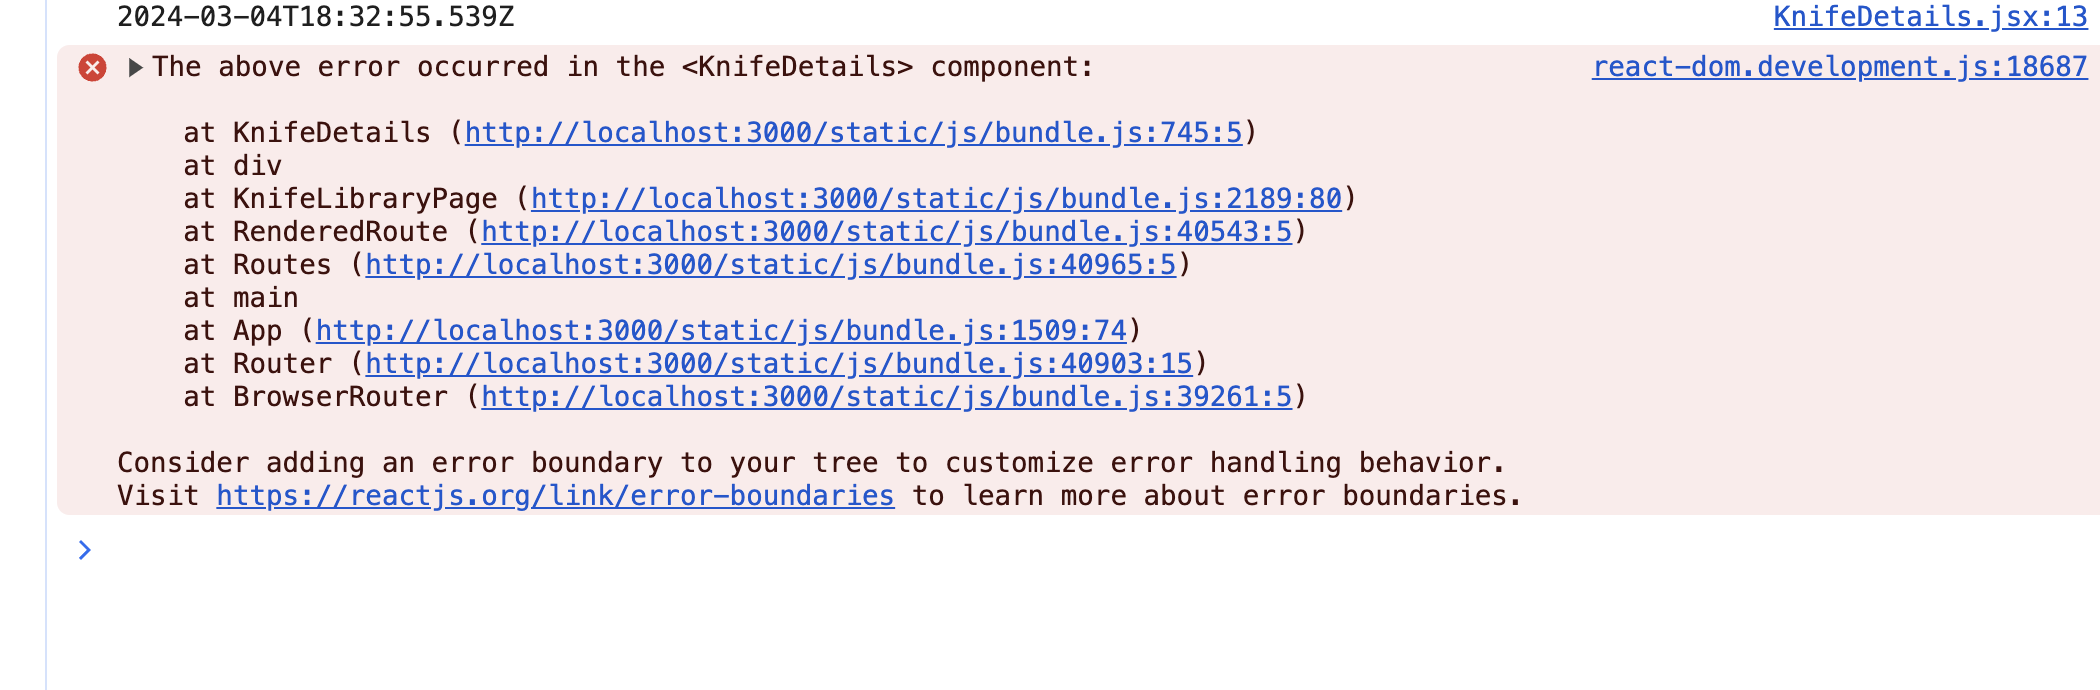 2024-03-04T18:32:55.539Z KnifeDetails.jsx:13
The above error occurred in the <KnifeDetails> component: react-dom.development.js:18687
at KnifeDetails (http://localhost:3000/static/js/bundle.js:745:5)
at div
at KnifeLibraryPage (http://localhost:3000/static/js/bundle.js:2189:80)
at RenderedRoute (http://localhost:3000/static/js/bundle.js:40543:5)
at Routes (http://localhost:3000/static/js/bundle.js:40965:5)
at main
at App (http://localhost:3000/static/js/bundle.js:1509:74)
at Router (http://localhost:3000/static/js/bundle.js:40903:15)
at BrowserRouter (http://localhost:3000/static/js/bundle.js:39261:5)
Consider adding an error boundary to your tree to customize error handling behavior.
Visit https://reactjs.org/link/error-boundaries to learn more about error boundaries.